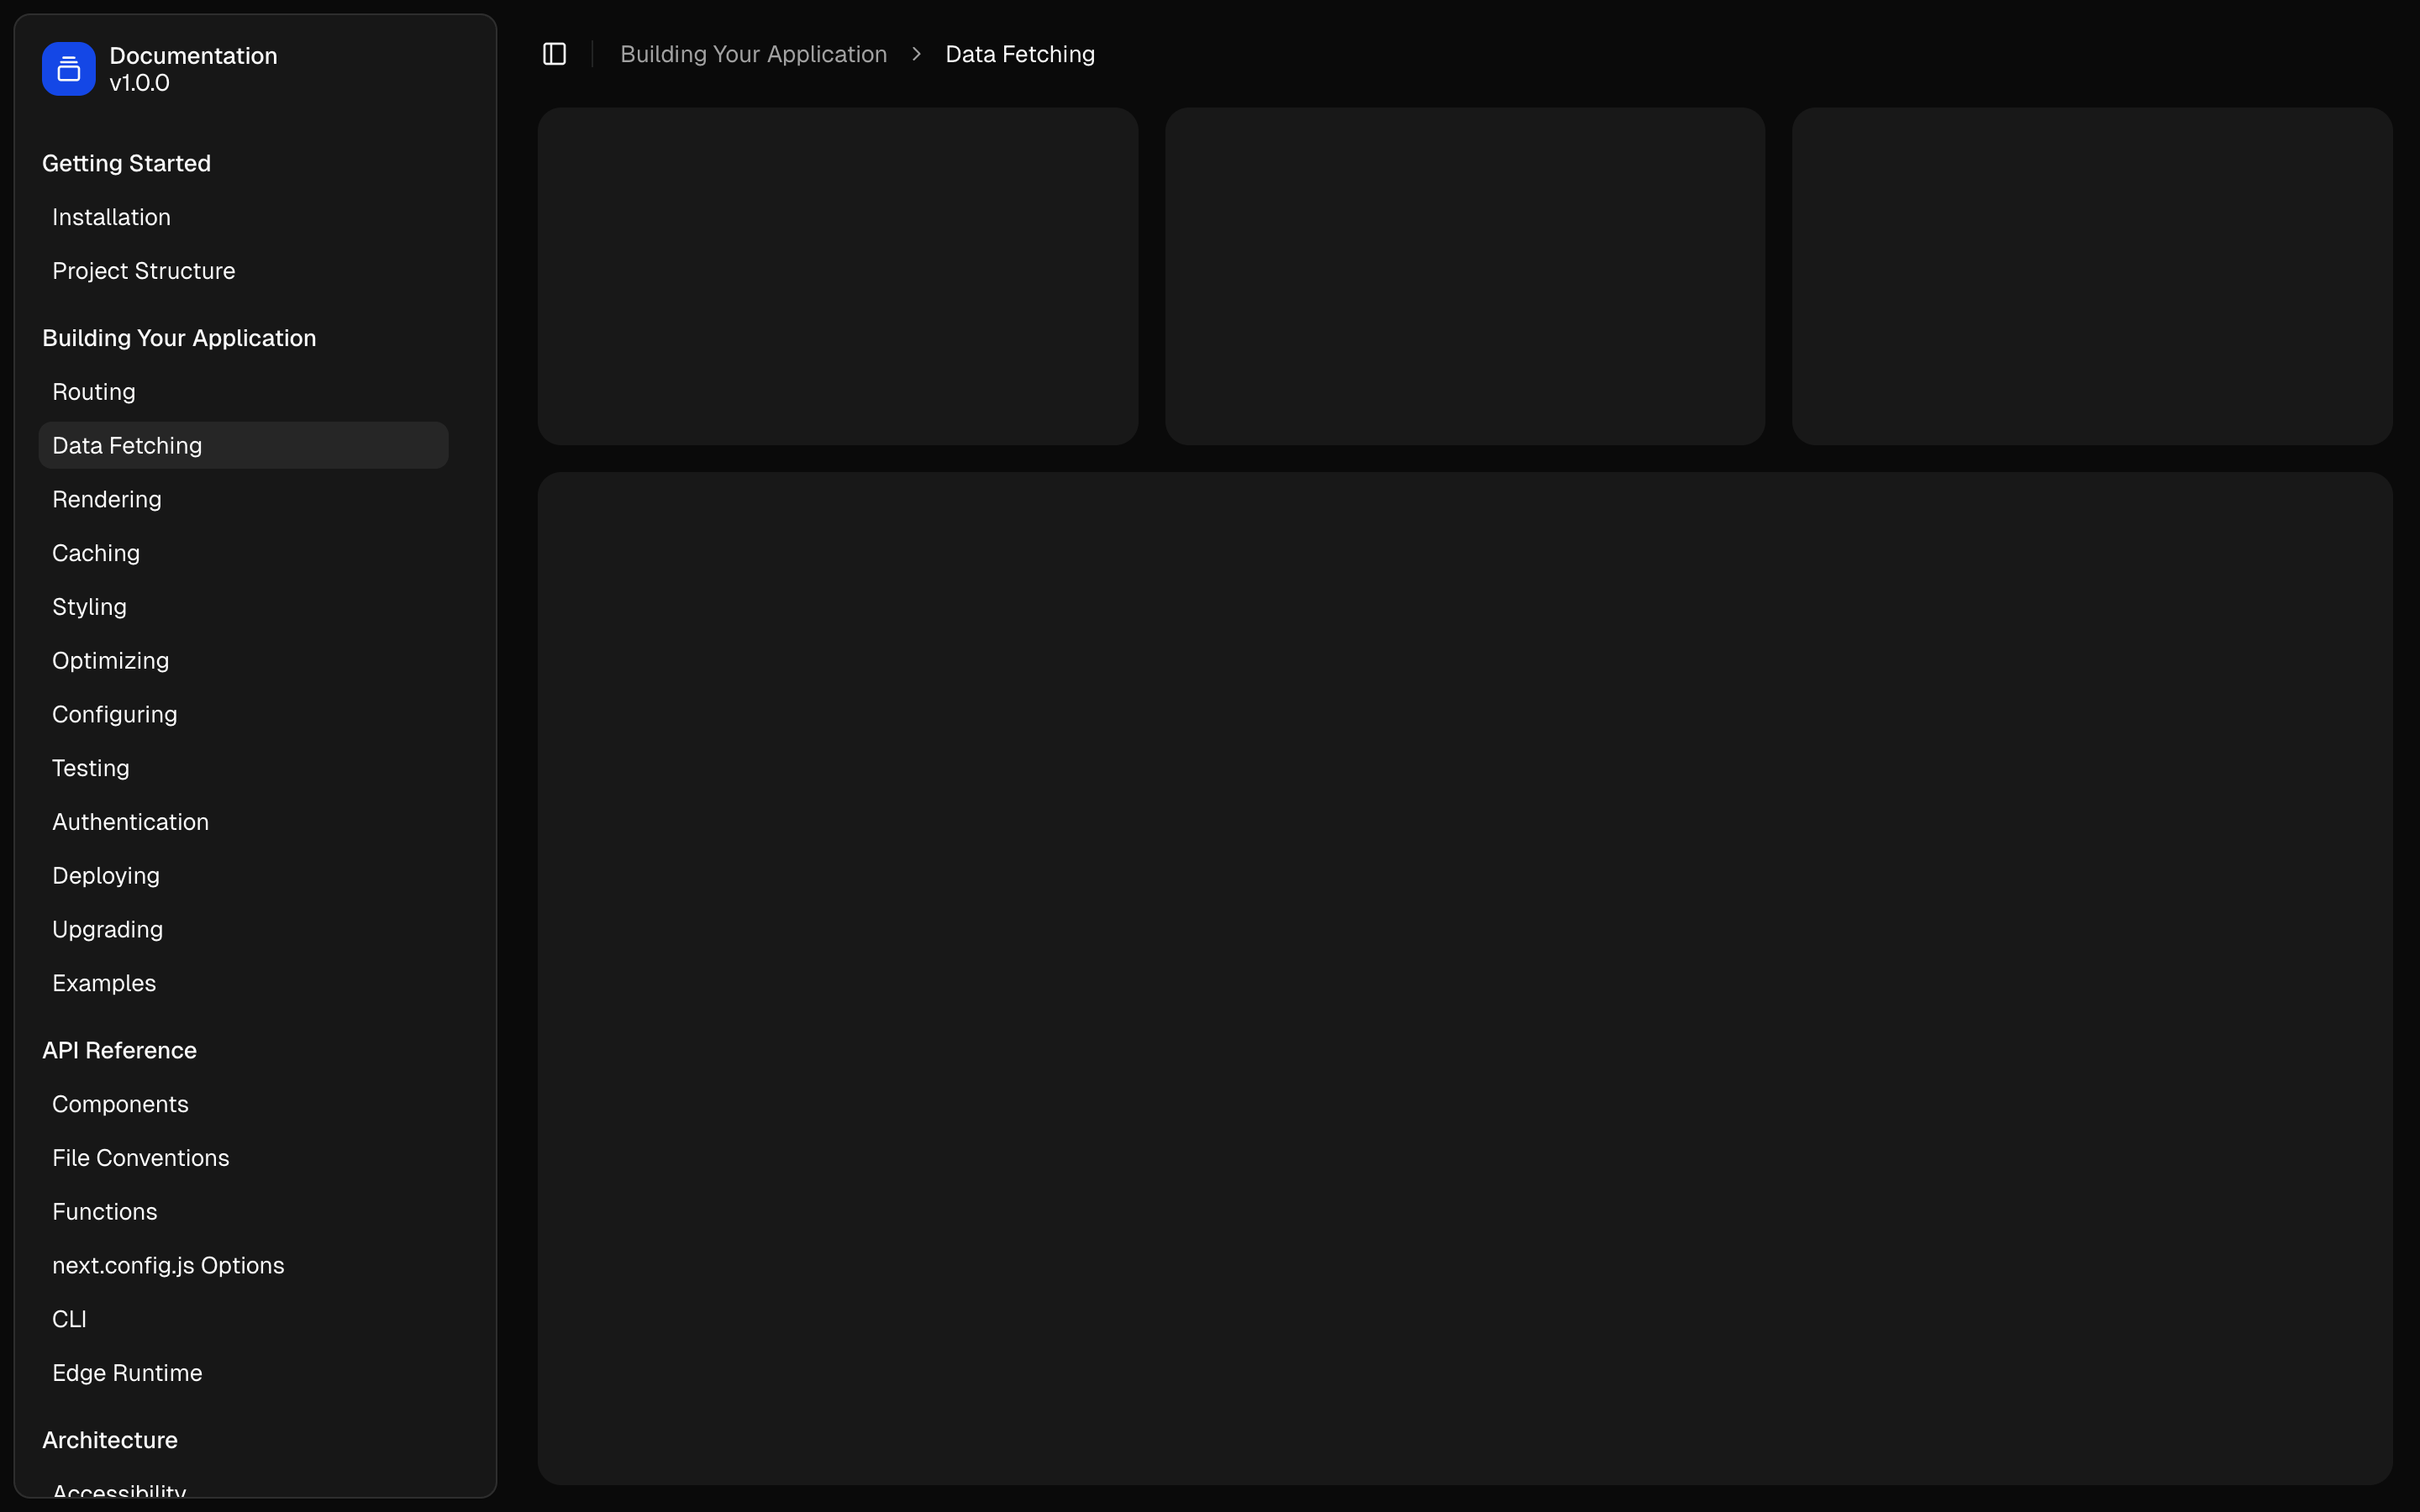 Documentation
v1.0.0
Getting Started
Installation
Project Structure
Building Your Application
Routing
Data Fetching
Rendering
Caching
Styling
Optimizing
Configuring
Testing
Authentication
Deploying
Upgrading
Examples
API Reference
Components
File Conventions
Functions
next.config.js Options
CLI
Edge Runtime
Architecture
Accessibility
Building Your Application > Data Fetching